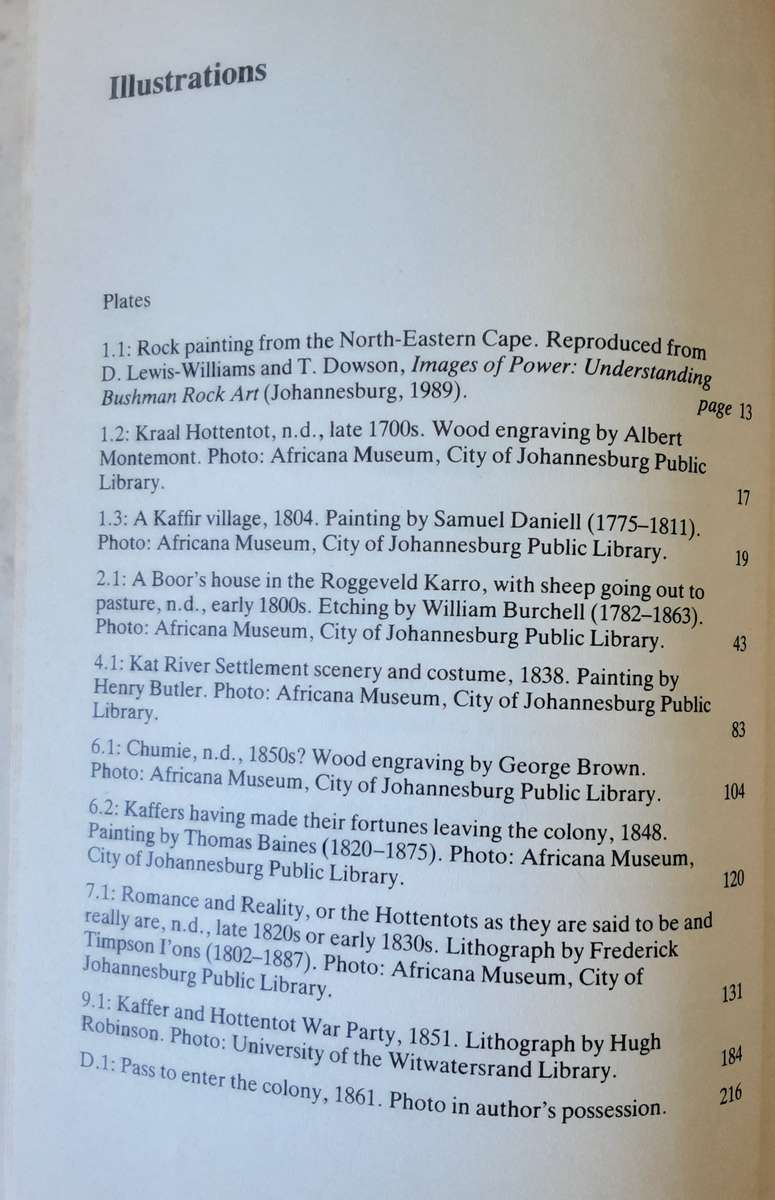 Illustrations
Plates
1.1: Rock painting from the North-Eastern Cape. Reproduced from
D. Lewis-Williams and T. Dowson, Images of Power: Understanding
Bushman Rock Art (Johannesburg, 1989).
page 13
1.2: Kraal Hottentot, n.d., late 1700s. Wood engraving by Albert
Montemont. Photo: Africana Museum, City of Johannesburg Public
Library.
17
1.3: A Kaffir village, 1804. Painting by Samuel Daniell (1775–1811).
Photo: Africana Museum, City of Johannesburg Public Library.
19
2.1: A Boor's house in the Roggeveld Karro, with sheep going out to
pasture, n.d., early 1800s. Etching by William Burchell (1782–1863).
Photo: Africana Museum, City of Johannesburg Public Library.
43
4.1: Kat River Settlement scenery and costume, 1838. Painting by
Henry Butler. Photo: Africana Museum, City of Johannesburg Public
Library.
83
6.1: Chumie, n.d., 1850s? Wood engraving by George Brown.
Photo: Africana Museum, City of Johannesburg Public Library.
104
6.2: Kaffers having made their fortunes leaving the colony, 1848.
Painting by Thomas Baines (1820–1875). Photo: Africana Museum,
City of Johannesburg Public Library.
120
7.1: Romance and Reality, or the Hottentots as they are said to be and
really are, n.d., late 1820s or early 1830s. Lithograph by Frederick
Timpson I'ons (1802–1887). Photo: Africana Museum, City of
Johannesburg Public Library.
131
9.1: Kaffer and Hottentot War Party, 1851. Lithograph by Hugh
Robinson. Photo: University of the Witwatersrand Library.
184
D.1: Pass to enter the colony, 1861. Photo in author's possession.
216